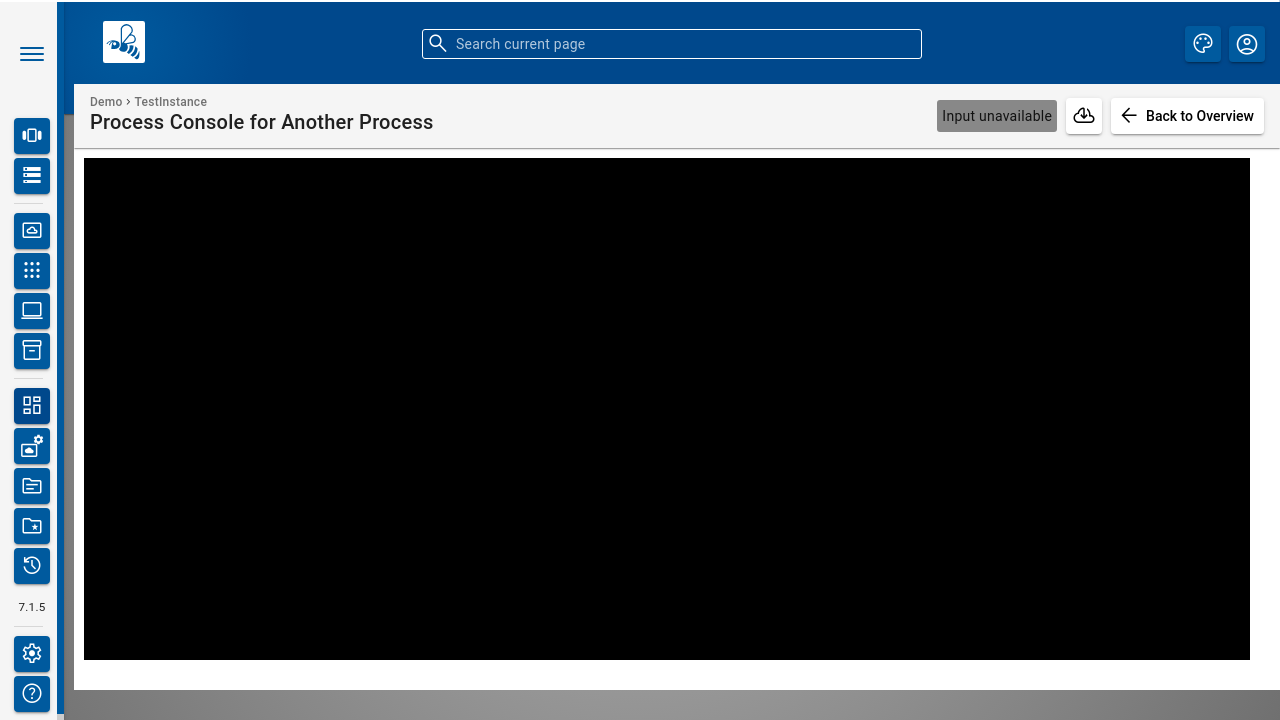 Search current page
Demo › TestInstance
Process Console for Another Process
Input unavailable
Back to Overview
7.1.5